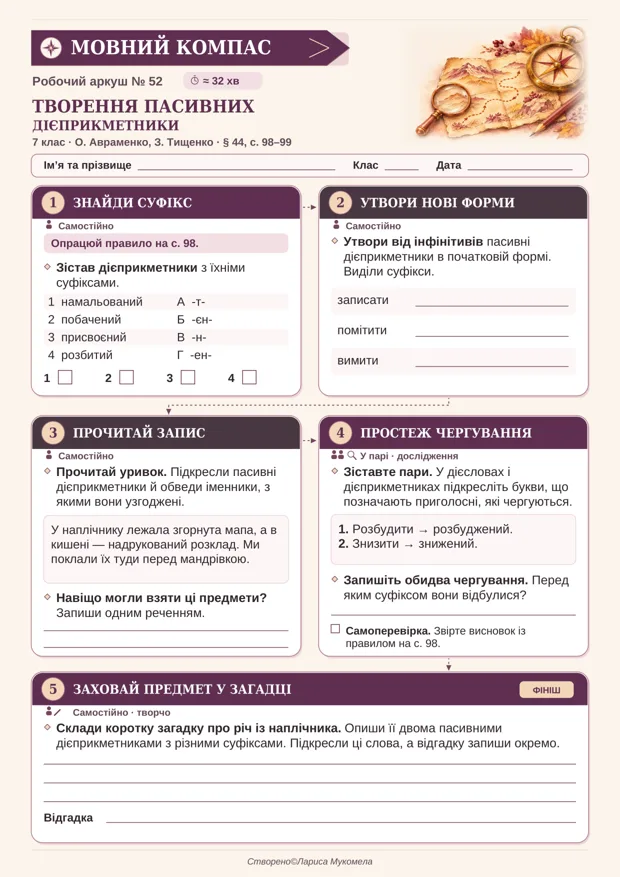 МОВНИЙ КОМПАС
Робочий аркуш № 52
≈ 32 хв
ТВОРЕННЯ ПАСИВНИХ
ДІЄПРИКМЕТНИКИ
7 клас · О. Авраменко, З. Тищенко · § 44, с. 98–99
Ім’я та прізвище Клас Дата
1 ЗНАЙДИ СУФІКС
Самостійно
Опрацюй правило на с. 98.
Зістав дієприкметники з їхніми
суфіксами.
1 намальований А -т-
2 побачений Б -єн-
3 присвоєний В -н-
4 розбитий Г -ен-
1 2 3 4
2 УТВОРИ НОВІ ФОРМИ
Самостійно
Утвори від інфінітивів пасивні
дієприкметники в початковій формі.
Виділи суфікси.
записати
помітити
вимити
3 ПРОЧИТАЙ ЗАПИС
Самостійно
Прочитай уривок. Підкресли пасивні
дієприкметники й обведи іменники, з
якими вони узгоджені.
У наплічнику лежала згорнута мапа, а в
кишені — надрукований розклад. Ми
поклали їх туди перед мандрівкою.
Навіщо могли взяти ці предмети?
Запиши одним реченням.
4 ПРОСТЕЖ ЧЕРГУВАННЯ
У парі · дослідження
Зіставте пари. У дієсловах і
дієприкметниках підкресліть букви, що
позначають приголосні, які чергуються.
1. Розбудити → розбуджений.
2. Знизити → знижений.
Запишіть обидва чергування. Перед
яким суфіксом вони відбулися?
Самоперевірка. Звірте висновок із
правилом на с. 98.
5 ЗАХОВАЙ ПРЕДМЕТ У ЗАГАДЦІ
ФІНІШ
Самостійно · творчо
Склади коротку загадку про річ із наплічника. Опиши її двома пасивними
дієприкметниками з різними суфіксами. Підкресли ці слова, а відгадку запиши окремо.
Відгадка
Створено©Лариса Мукомела